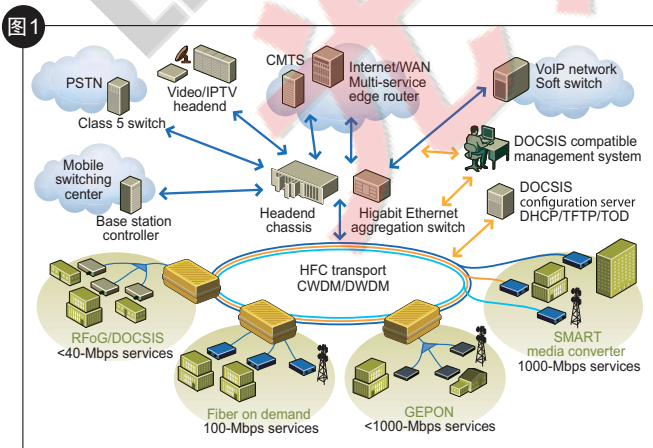 图1
PSTN
Class 5 switch
Video/IPTV
headend
CMTS
Internet/WAN
Multi-service
edge router
VoIP network
Soft switch
DOCSIS compatible
management system
Mobile
switching
center
Base station
controller
Headend
chassis
Higabit Ethernet
aggregation switch
DOCSIS
configuration server
DHCP/TFTP/TOD
HFC transport
CWDM/DWDM
RFoG/DOCSIS
<40-Mbps services
Fiber on demand
100-Mbps services
GEPON
<1000-Mbps services
SMART
media converter
1000-Mbps services